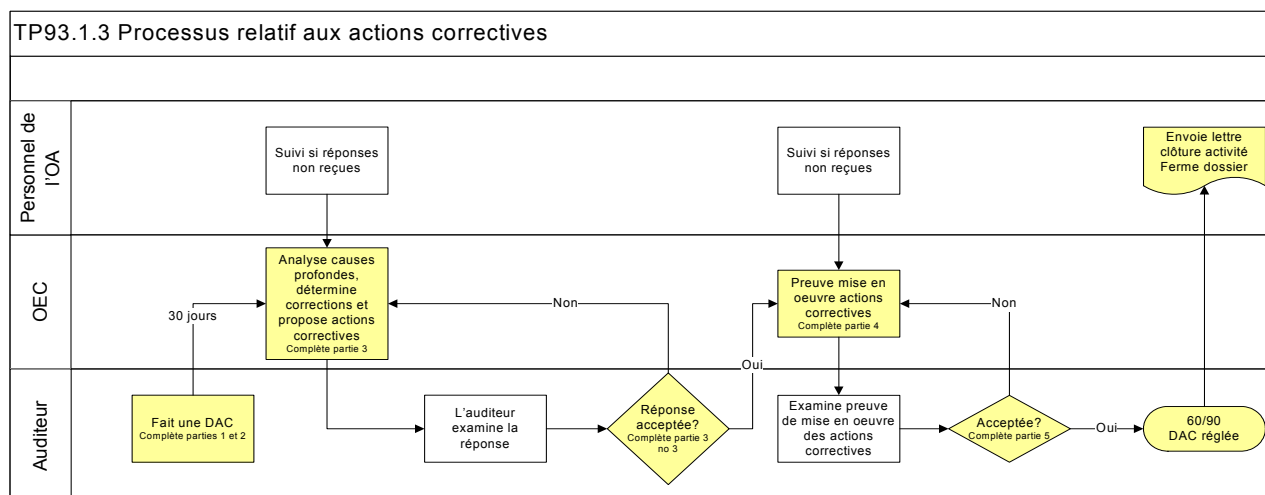 TP93.1.3 Processus relatif aux actions correctives
Personnel de
l'OA
Suivi si réponses
non reçues
Suivi si réponses
non reçues
Envoie lettre
clôture activité
Ferme dossier
OEC
30 jours
Analyse causes
profondes,
détermine
corrections et
propose actions
correctives
Complète partie 3
Non
Preuve mise en
oeuvre actions
correctives
Complète partie 4
Non
Oui
Auditeur
Fait une DAC
Complète parties 1 et 2
L'auditeur
examine la
réponse
Réponse
acceptée?
Complète partie 3
no 3
Examine preuve
de mise en oeuvre
des actions
correctives
Acceptée?
Complète partie 5
Oui
60/90
DAC réglée